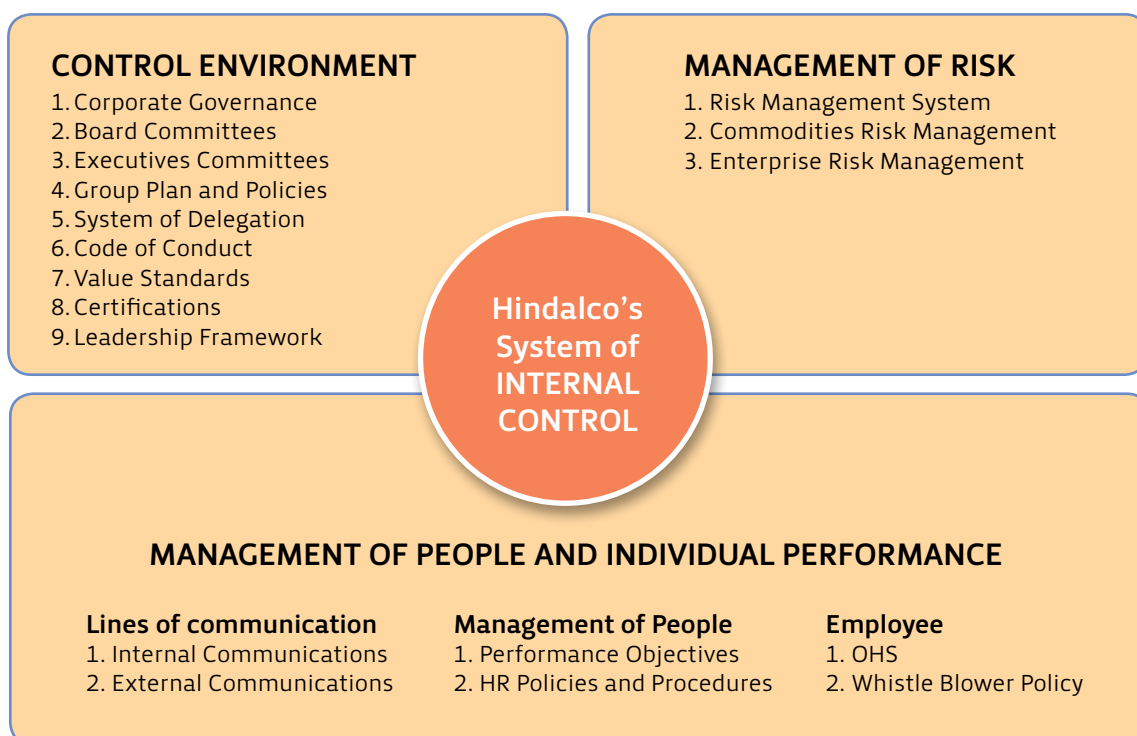 CONTROL ENVIRONMENT
1. Corporate Governance
2. Board Committees
3. Executives Committees
4. Group Plan and Policies
5. System of Delegation
6. Code of Conduct
7. Value Standards
8. Certifications
9. Leadership Framework
MANAGEMENT OF RISK
1. Risk Management System
2. Commodities Risk Management
3. Enterprise Risk Management
Hindalco’s
System of
INTERNAL
CONTROL
MANAGEMENT OF PEOPLE AND INDIVIDUAL PERFORMANCE
Lines of communication
1. Internal Communications
2. External Communications
Management of People
1. Performance Objectives
2. HR Policies and Procedures
Employee
1. OHS
2. Whistle Blower Policy